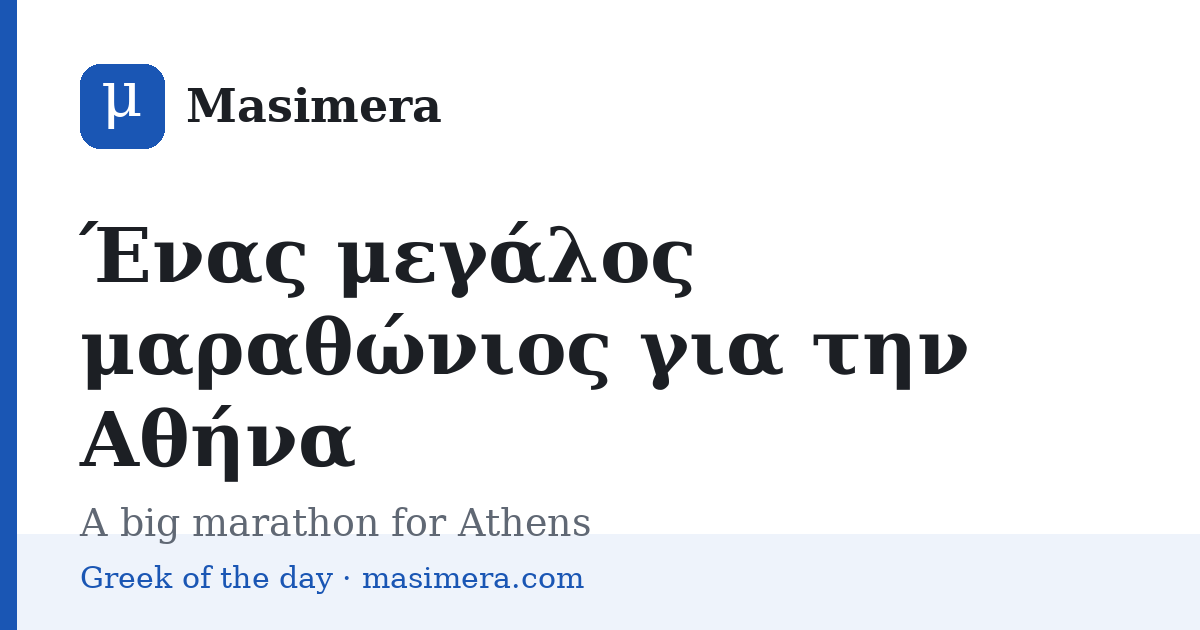 μ Masimera
Ένας μεγάλος
μαραθώνιος για την
Αθήνα
A big marathon for Athens
Greek of the day · masimera.com